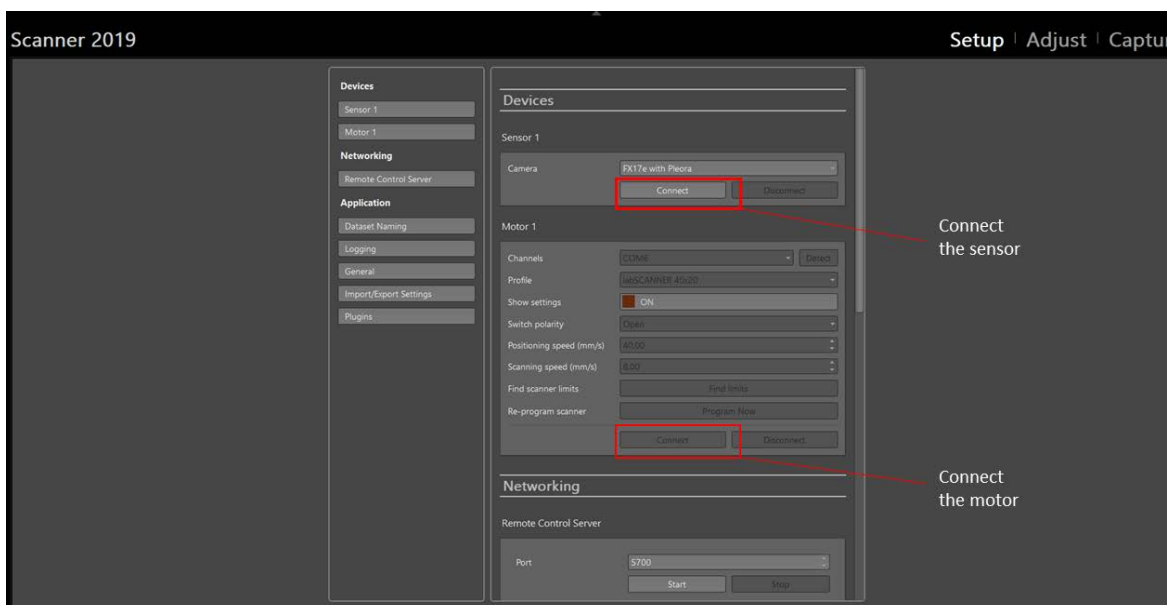 Scanner 2019
Setup | Adjust | Captur
Devices
Sensor 1
Motor 1
Networking
Remote Control Server
Application
Dataset Naming
Logging
General
Import/Export Settings
Plugins
Devices
Sensor 1
Camera FX17e with Pleora
Connect Disconnect
Motor 1
Channels COM6 Detect
Profile labSCANNER 40x20
Show settings ON
Switch polarity Open
Positioning speed (mm/s) 40.00
Scanning speed (mm/s) 8.00
Find scanner limits Find limits
Re-program scanner Program Now
Connect Disconnect
Networking
Remote Control Server
Port 5700
Start Stop
Connect
the sensor
Connect
the motor